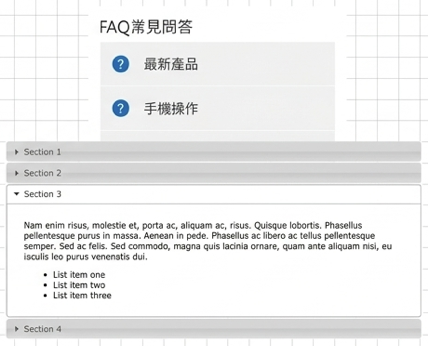 FAQ常見問答
? 最新產品
? 手機操作
Section 1
Section 2
Section 3
Nam enim risus, molestie et, porta ac, aliquam ac, risus. Quisque lobortis. Phasellus
pellentesque purus in massa. Aenean in pede. Phasellus ac libero ac tellus pellentesque
semper. Sed ac felis. Sed commodo, magna quis lacinia ornare, quam ante aliquam nisi, eu
iaculis leo purus venenatis dui.
• List item one
• List item two
• List item three
Section 4